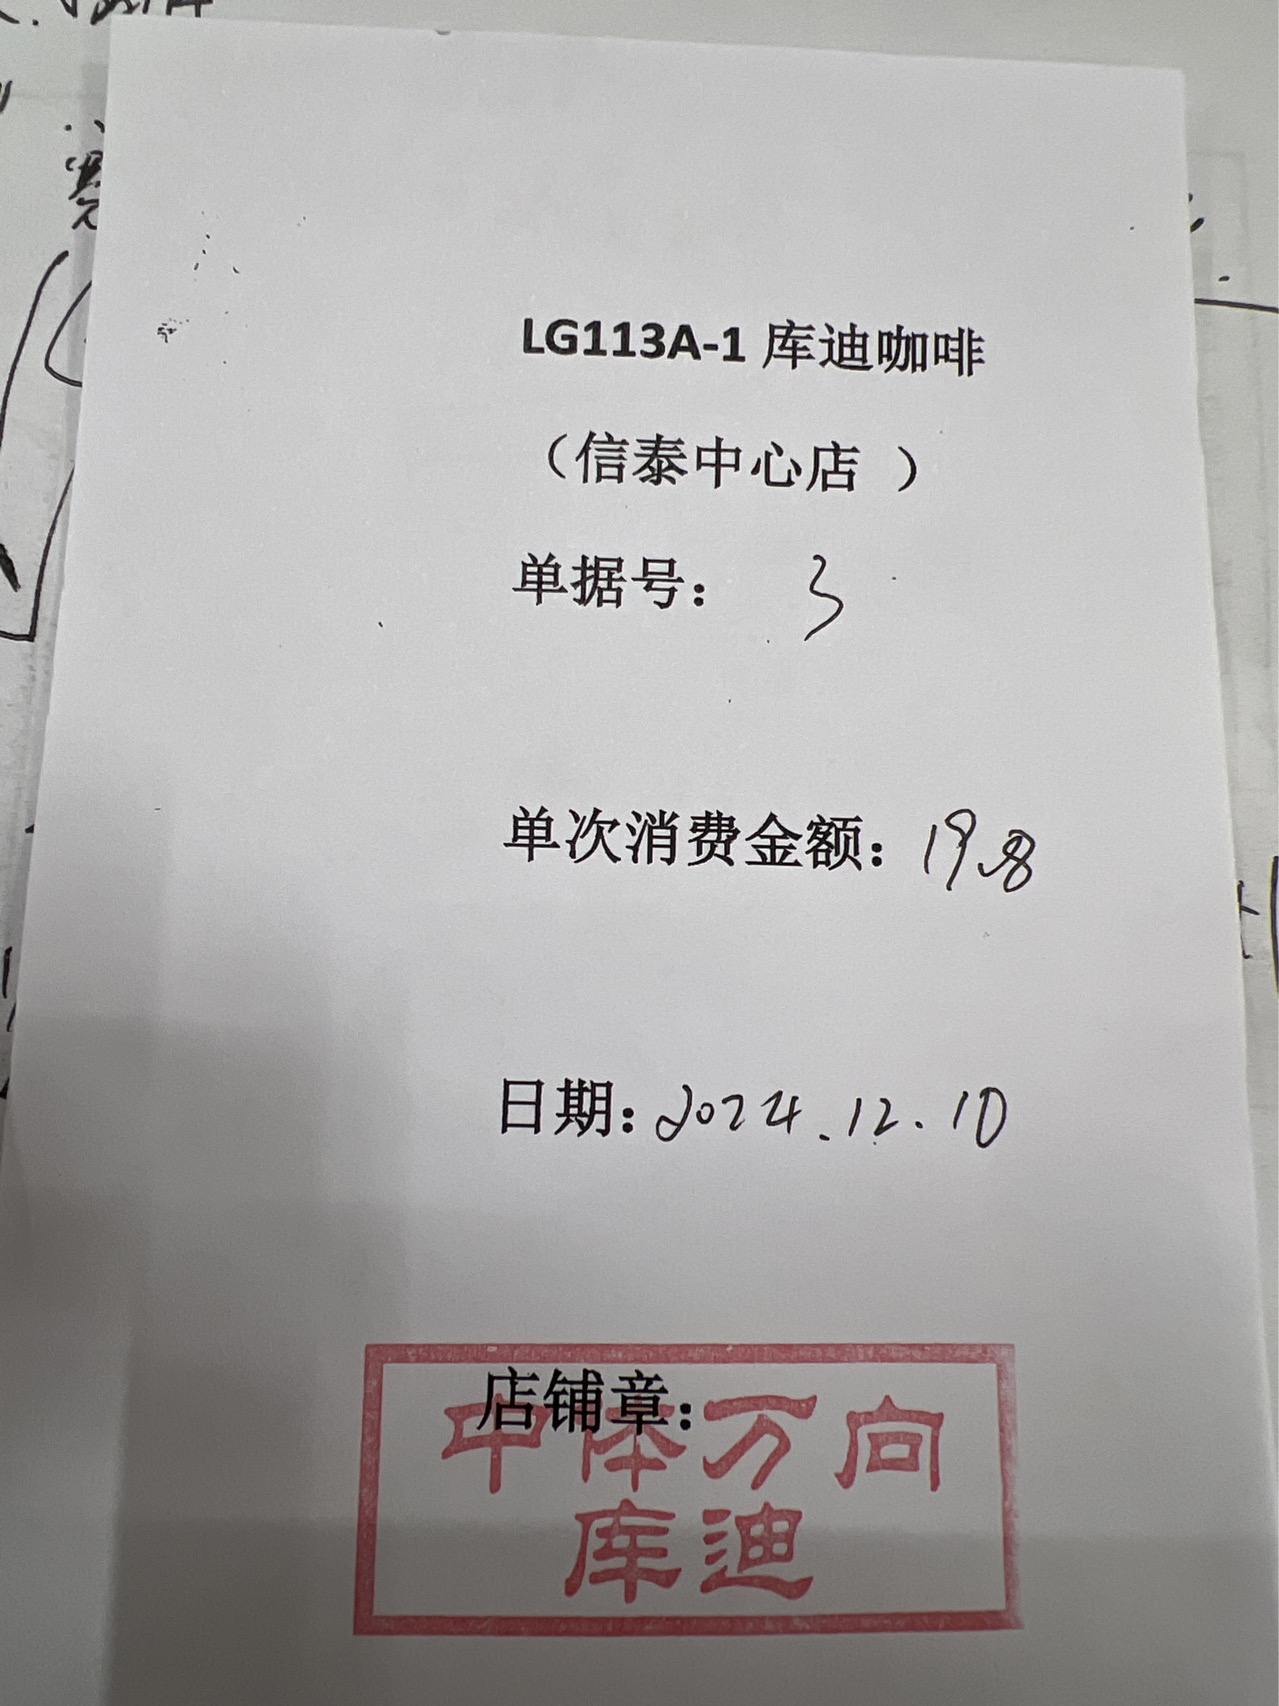 LG113A-1 库迪咖啡
（信泰中心店 ）
单据号： 3
单次消费金额：19.8
日期：2024.12.10
店铺章：
中体万向
库迪